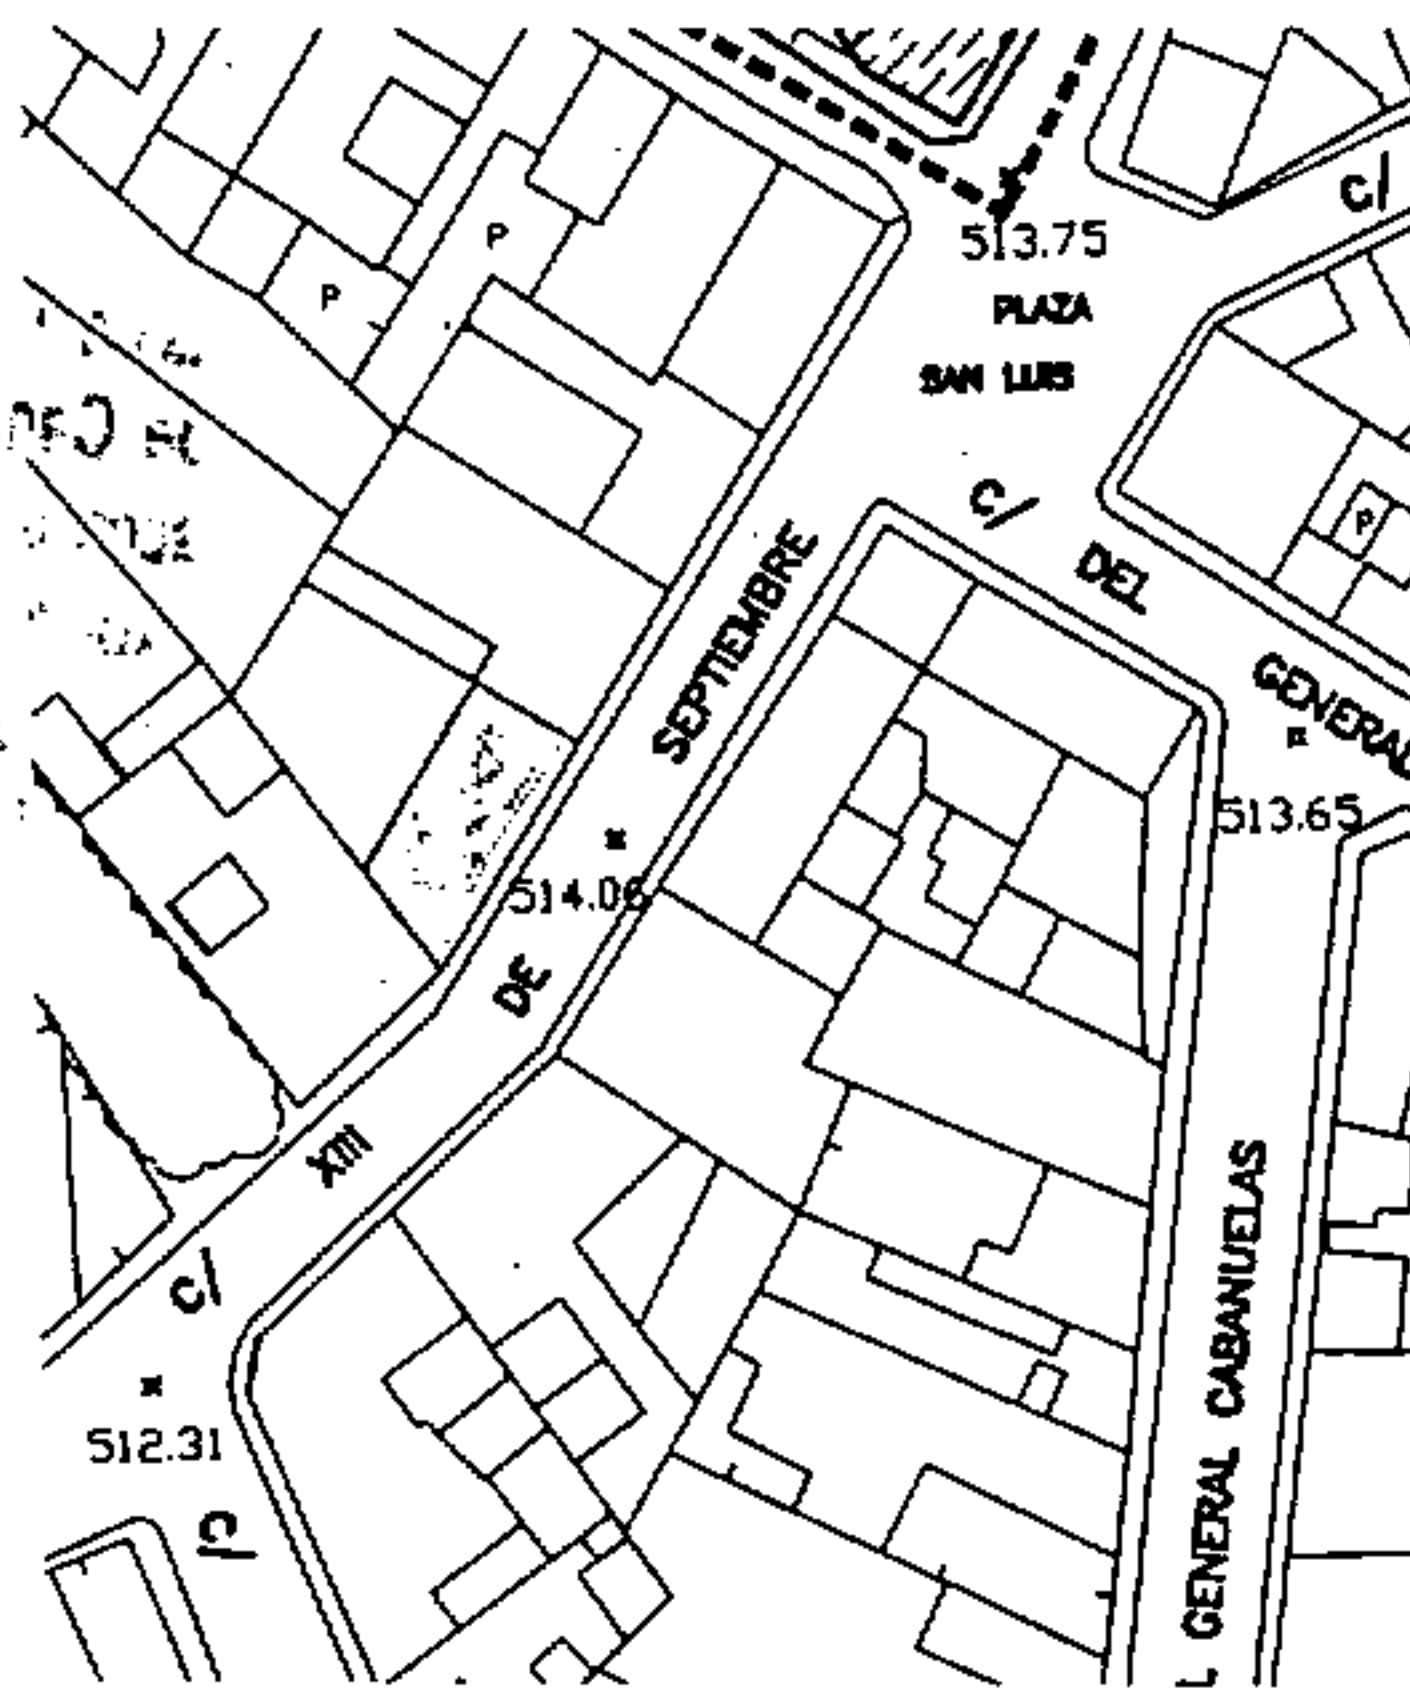 C/
513.75
PLAZA
SAN LUIS
P
P
P
C/ DEL GENERAL
513.65
C/ XIII DE SEPTIEMBRE
514.06
512.31
C/
L GENERAL CABANUELAS